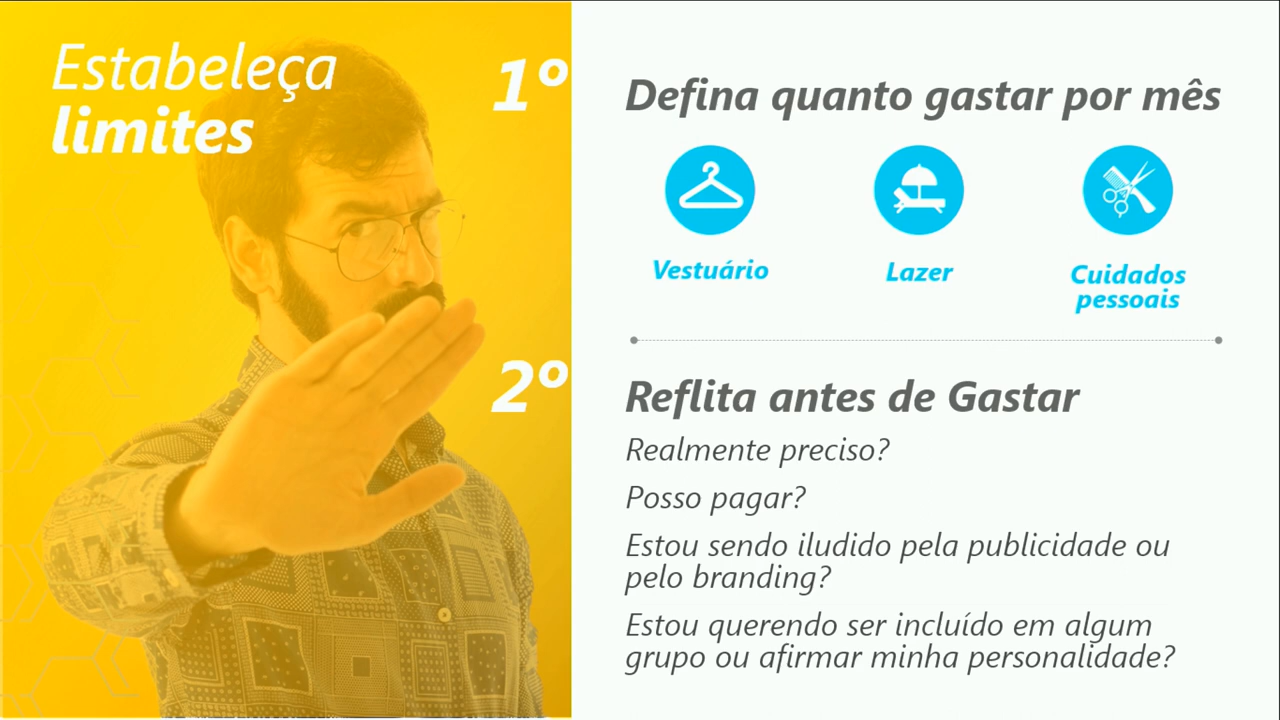 Estabeleça
limites
1º
Defina quanto gastar por mês
Vestuário
Lazer
Cuidados
pessoais
2º
Reflita antes de Gastar
Realmente preciso?
Posso pagar?
Estou sendo iludido pela publicidade ou
pelo branding?
Estou querendo ser incluído em algum
grupo ou afirmar minha personalidade?